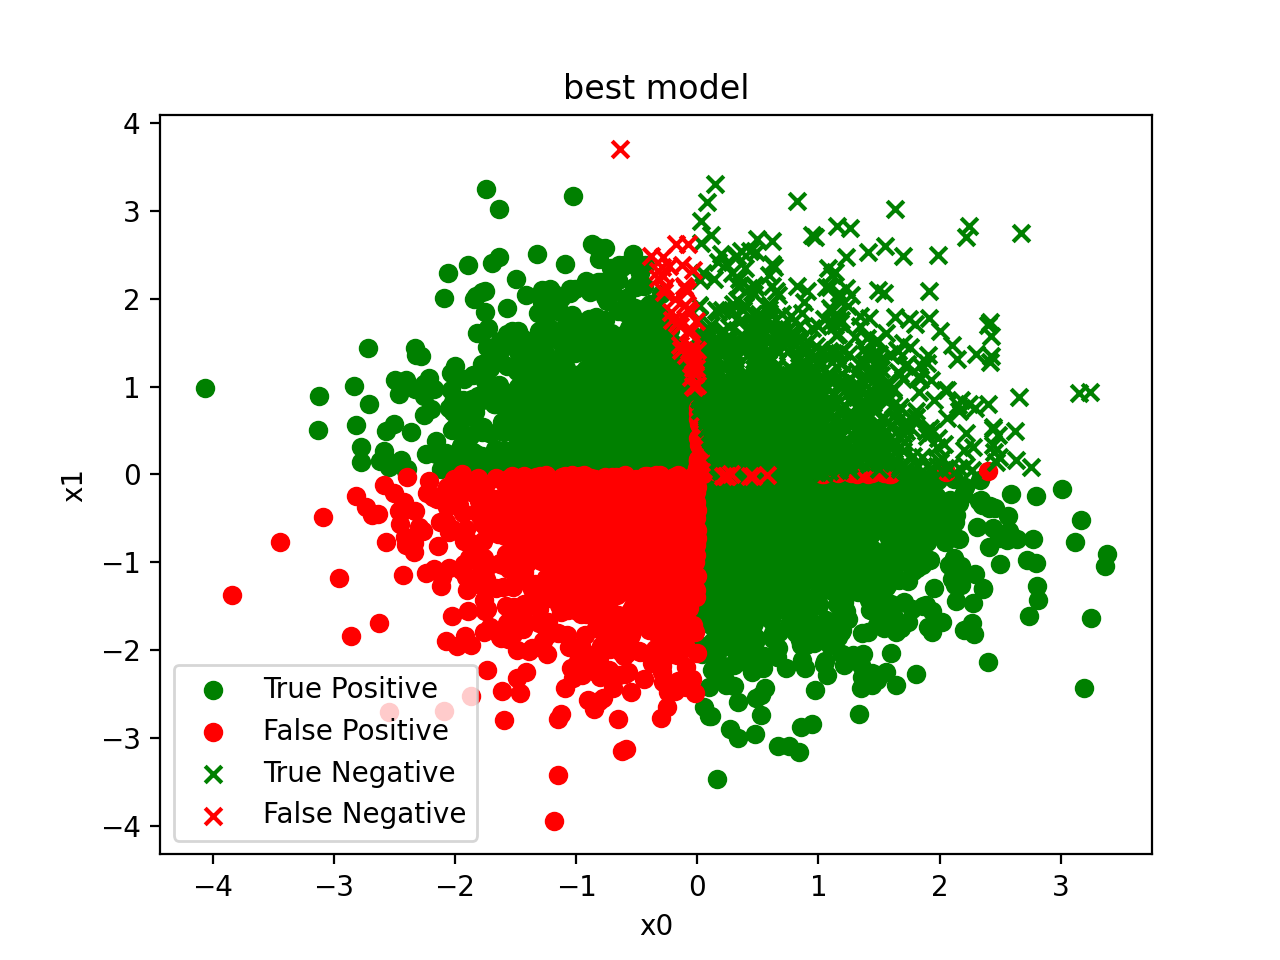 best model
4
3
2
1
0
−1
−2
−3
−4
x1
True Positive
False Positive
True Negative
False Negative
−4 −3 −2 −1 0 1 2 3
x0